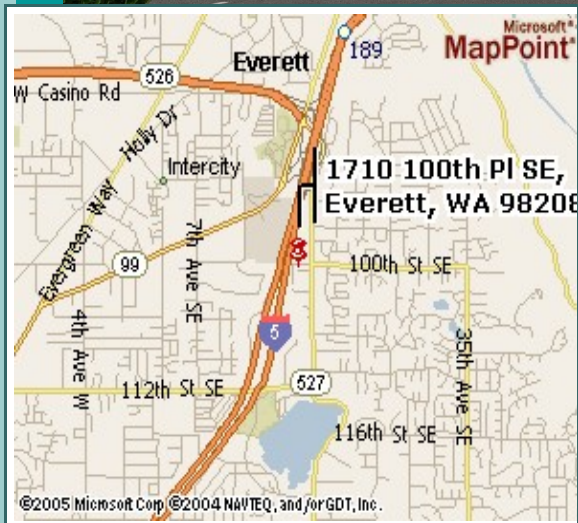 Microsoft®
MapPoint®
189
Everett
526
W Casino Rd
Holly Dr
Intercity
1710 100th Pl SE,
Everett, WA 98208
Evergreen Way
99
7th Ave SE
100th St SE
4th Ave W
5
35th Ave SE
112th St SE
527
116th St SE
©2005 Microsoft Corp ©2004 NAVTEQ, and/or GDT, Inc.